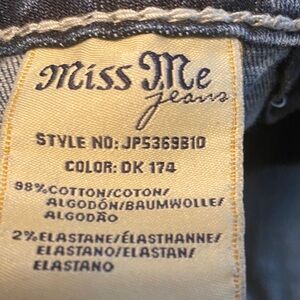 Miss Me
jeans
STYLE NO: JP5369B10
COLOR: DK 174
98% COTTON/COTON/
ALGODÓN/BAUMWOLLE/
ALGODÃO
2% ELASTANE/ÉLASTHANNE/
ELASTANO/ELASTAN/
ELASTANO